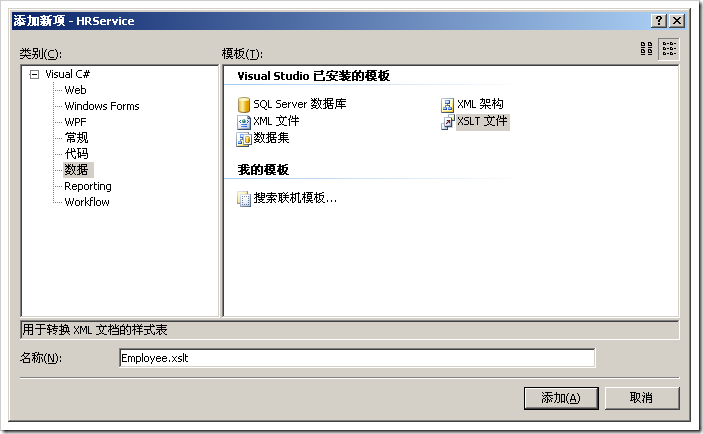 添加新项 - HRService
类别(C):
模板(T):
Visual C#
Web
Windows Forms
WPF
常规
代码
数据
Reporting
Workflow
Visual Studio 已安装的模板
SQL Server 数据库
XML 架构
XML 文件
XSLT 文件
数据集
我的模板
搜索联机模板...
用于转换 XML 文档的样式表
名称(N):
Employee.xslt
添加(A)
取消